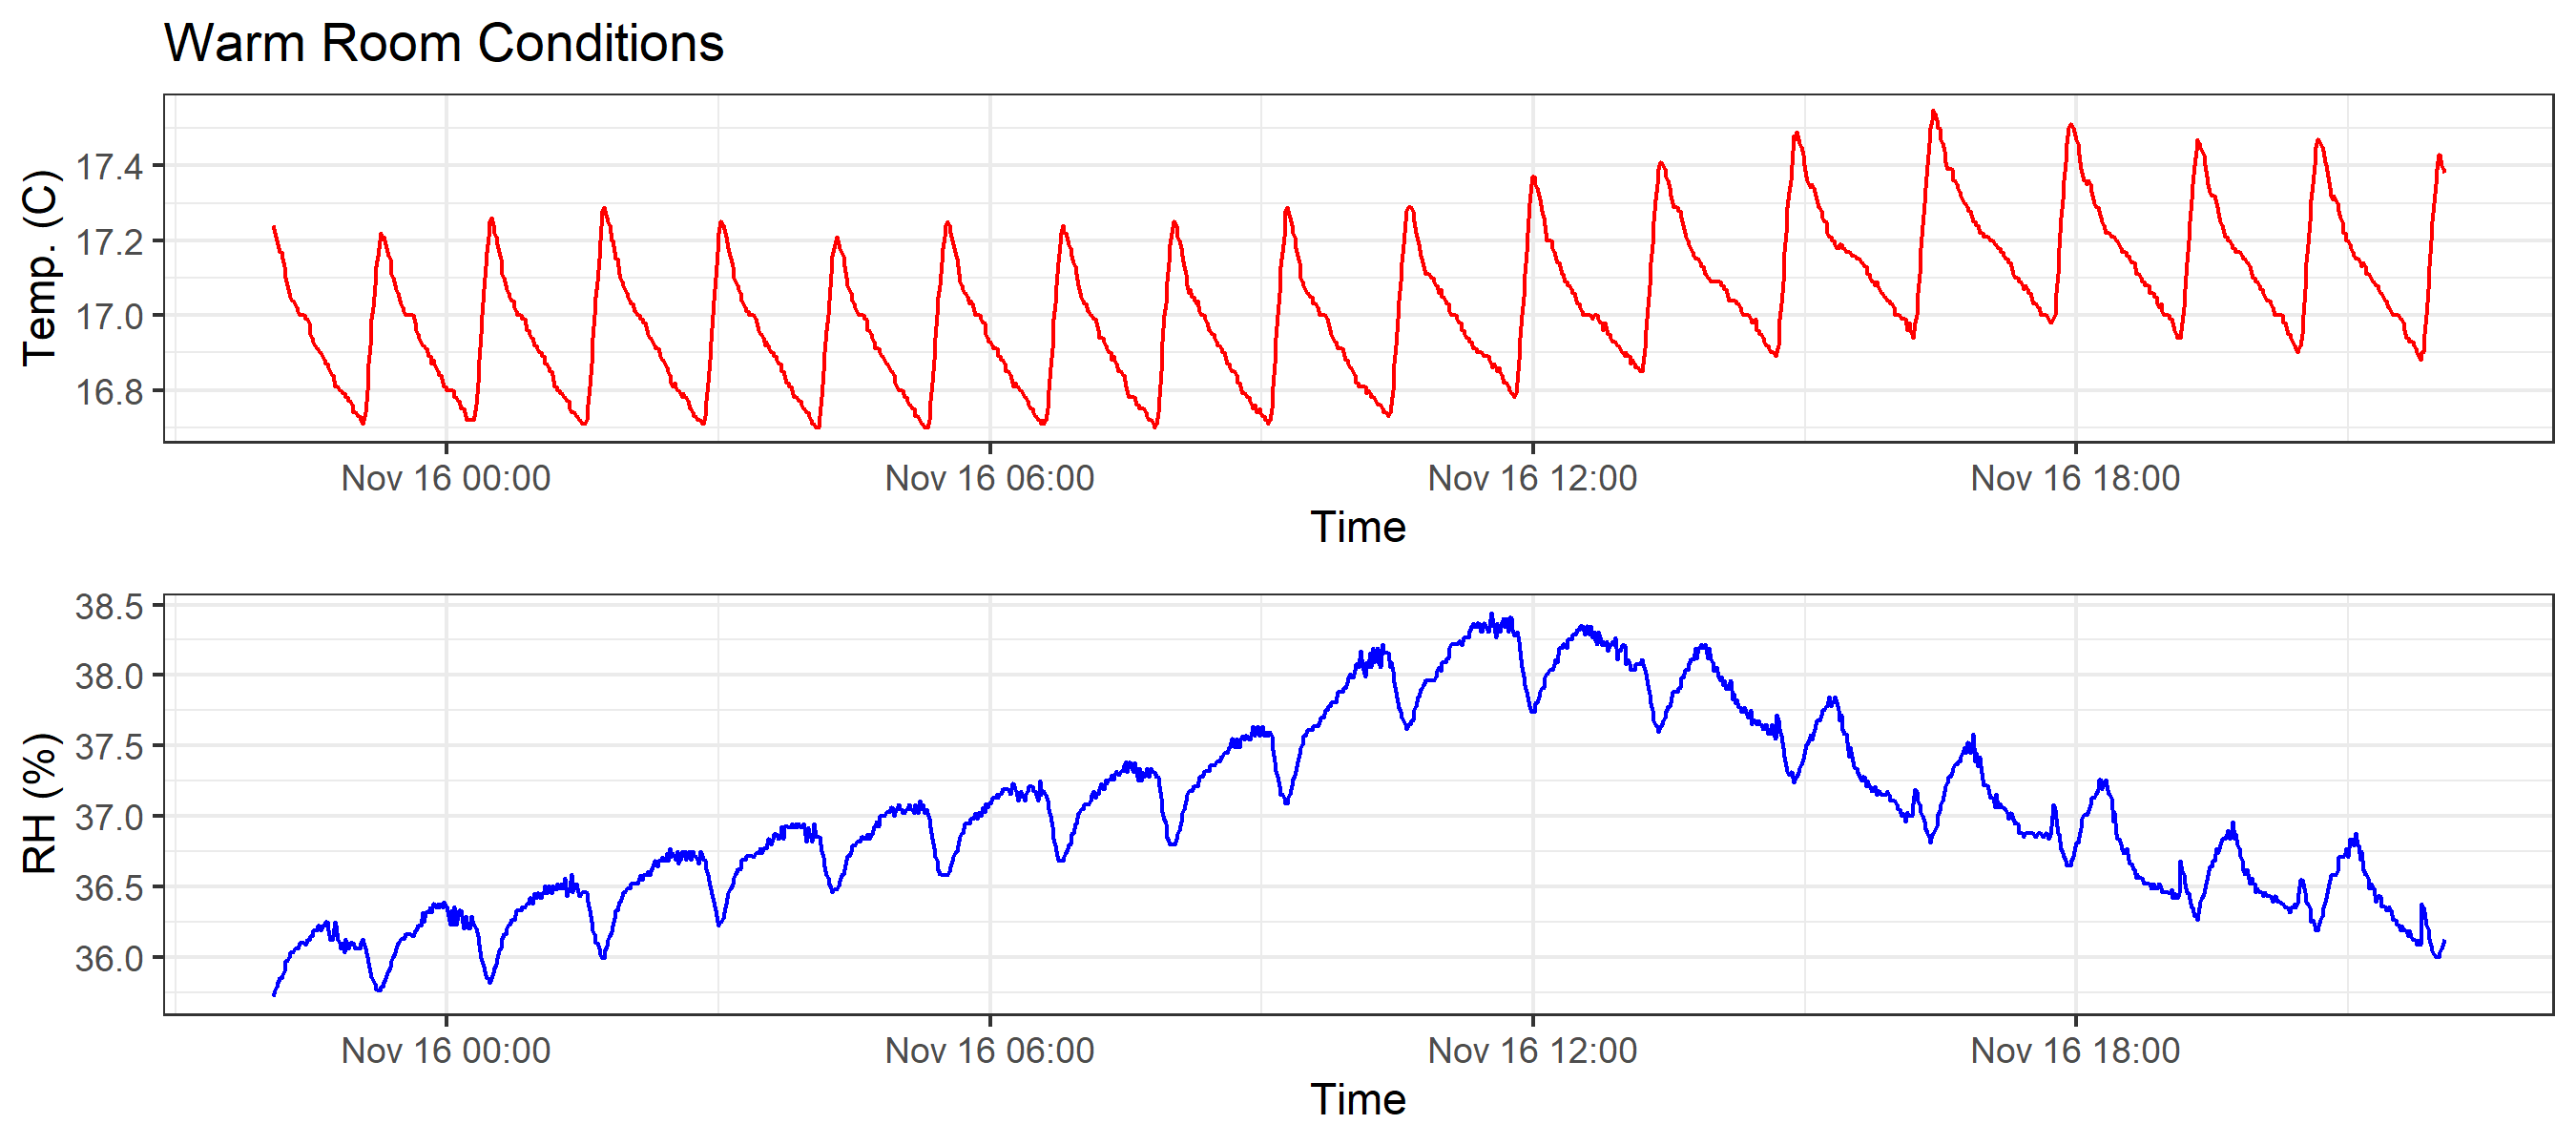 Warm Room Conditions
Temp. (C)
17.4
17.2
17.0
16.8
Nov 16 00:00 Nov 16 06:00 Nov 16 12:00 Nov 16 18:00
Time
RH (%)
38.5
38.0
37.5
37.0
36.5
36.0
Nov 16 00:00 Nov 16 06:00 Nov 16 12:00 Nov 16 18:00
Time